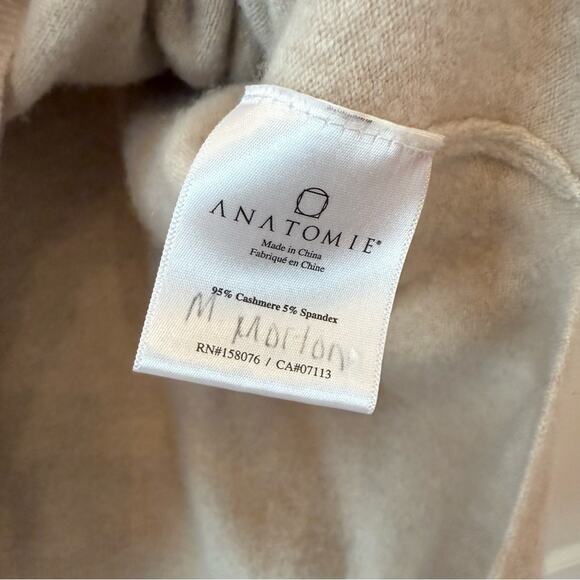 ANATOMIE®
Made in China
Fabriqué en Chine
95% Cashmere 5% Spandex
M Morton
RN#158076 / CA#07113